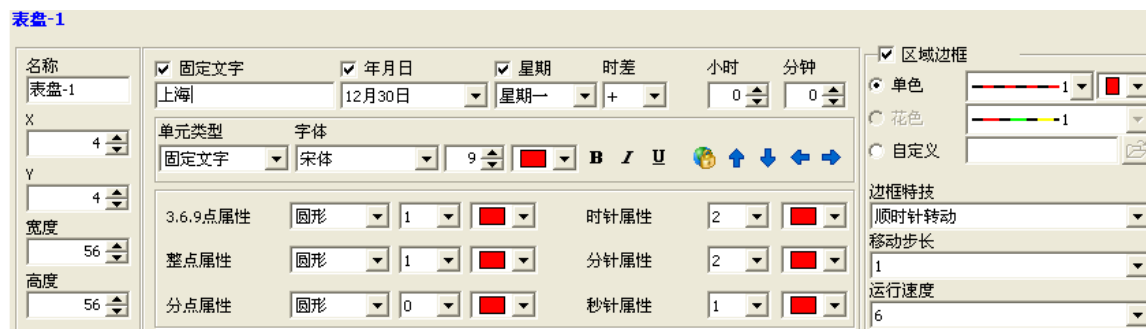 表盘-1
名称
表盘-1
X
4
Y
4
宽度
56
高度
56
固定文字 年月日 星期 时差 小时 分钟
上海 12月30日 星期一 + 0 0
单元类型 字体
固定文字 宋体 9 B I U
3.6.9点属性 圆形 1 时针属性 2
整点属性 圆形 1 分针属性 2
分点属性 圆形 0 秒针属性 1
区域边框
单色 1
花色 1
自定义
边框特技
顺时针转动
移动步长
1
运行速度
6